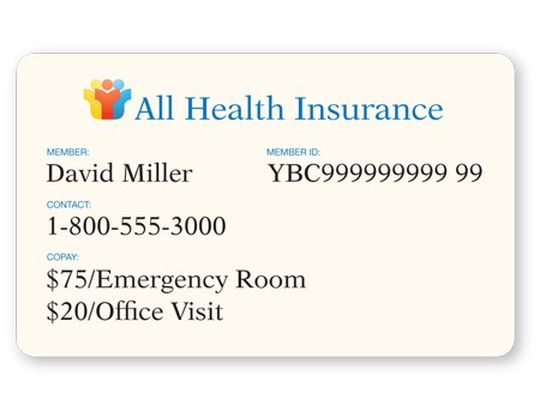 All Health Insurance
MEMBER: MEMBER ID:
David Miller YBC999999999 99
CONTACT:
1-800-555-3000
COPAY:
$75/Emergency Room
$20/Office Visit